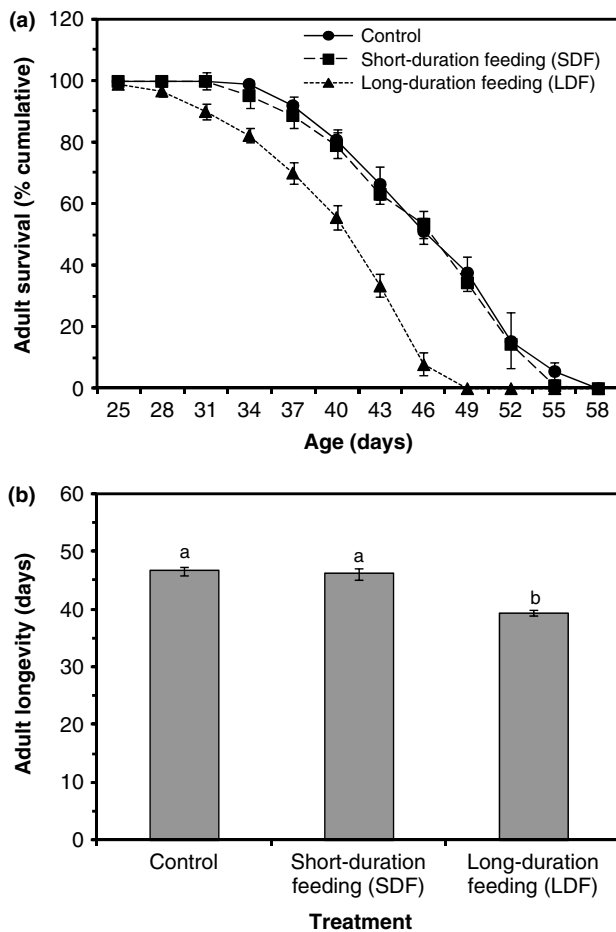 (a)
120
100
80
60
40
20
0
Adult survival (% cumulative)
Control
Short-duration feeding (SDF)
Long-duration feeding (LDF)
25 28 31 34 37 40 43 46 49 52 55 58
Age (days)
(b)
60
50
40
30
20
10
0
Adult longevity (days)
a a b
Control Short-duration feeding (SDF) Long-duration feeding (LDF)
Treatment